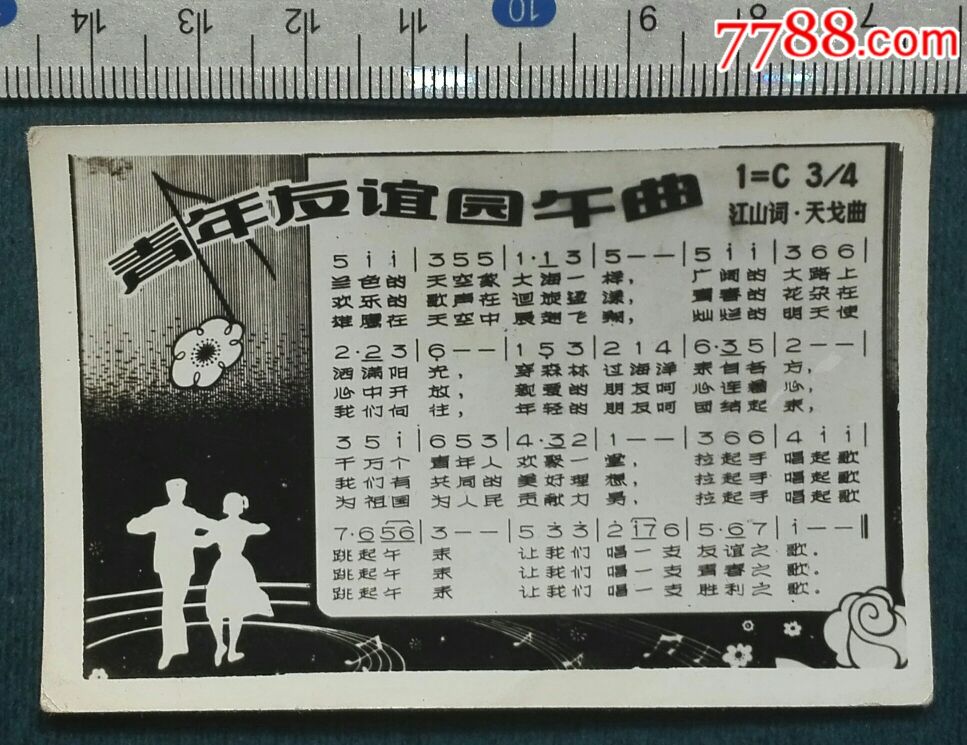 14 13 12 11 10 9 8 7
7788.com
青年友谊园午曲
1=C 3/4
江山词·天戈曲
5 i i | 3 5 5 | 1·1 3 | 5 - - | 5 i i | 3 6 6
兰色的 天空象 大海一 样, 广阔的 大路上
欢乐的 歌声在 迴旋盪 漾, 青春的 花朵在
雄鹰在 天空中 展翅飞 翔, 灿烂的 明天使
2·2 3 | 6 - - | 1 5 3 | 2 1 4 | 6·3 5 | 2 - -
洒满阳 光, 穿森林 过海洋 来自各 方,
心中开 放, 亲爱的 朋友呵 心连着 心,
我们向 往, 年轻的 朋友呵 团结起 来,
3 5 i | 6 5 3 | 4·3 2 | 1 - - | 3 6 6 | 4 i i
千万个 青年人 欢聚一 堂, 拉起手 唱起歌
我们有 共同的 美好理 想, 拉起手 唱起歌
为祖国 为人民 贡献力 另, 拉起手 唱起歌
7·6 5 6 | 3 - - | 5 3 3 | 2 i 7 6 | 5·6 7 | i - - ‖
跳起午 来 让我们 唱一支 友谊之 歌.
跳起午 来 让我们 唱一支 青春之 歌.
跳起午 来 让我们 唱一支 胜利之 歌.